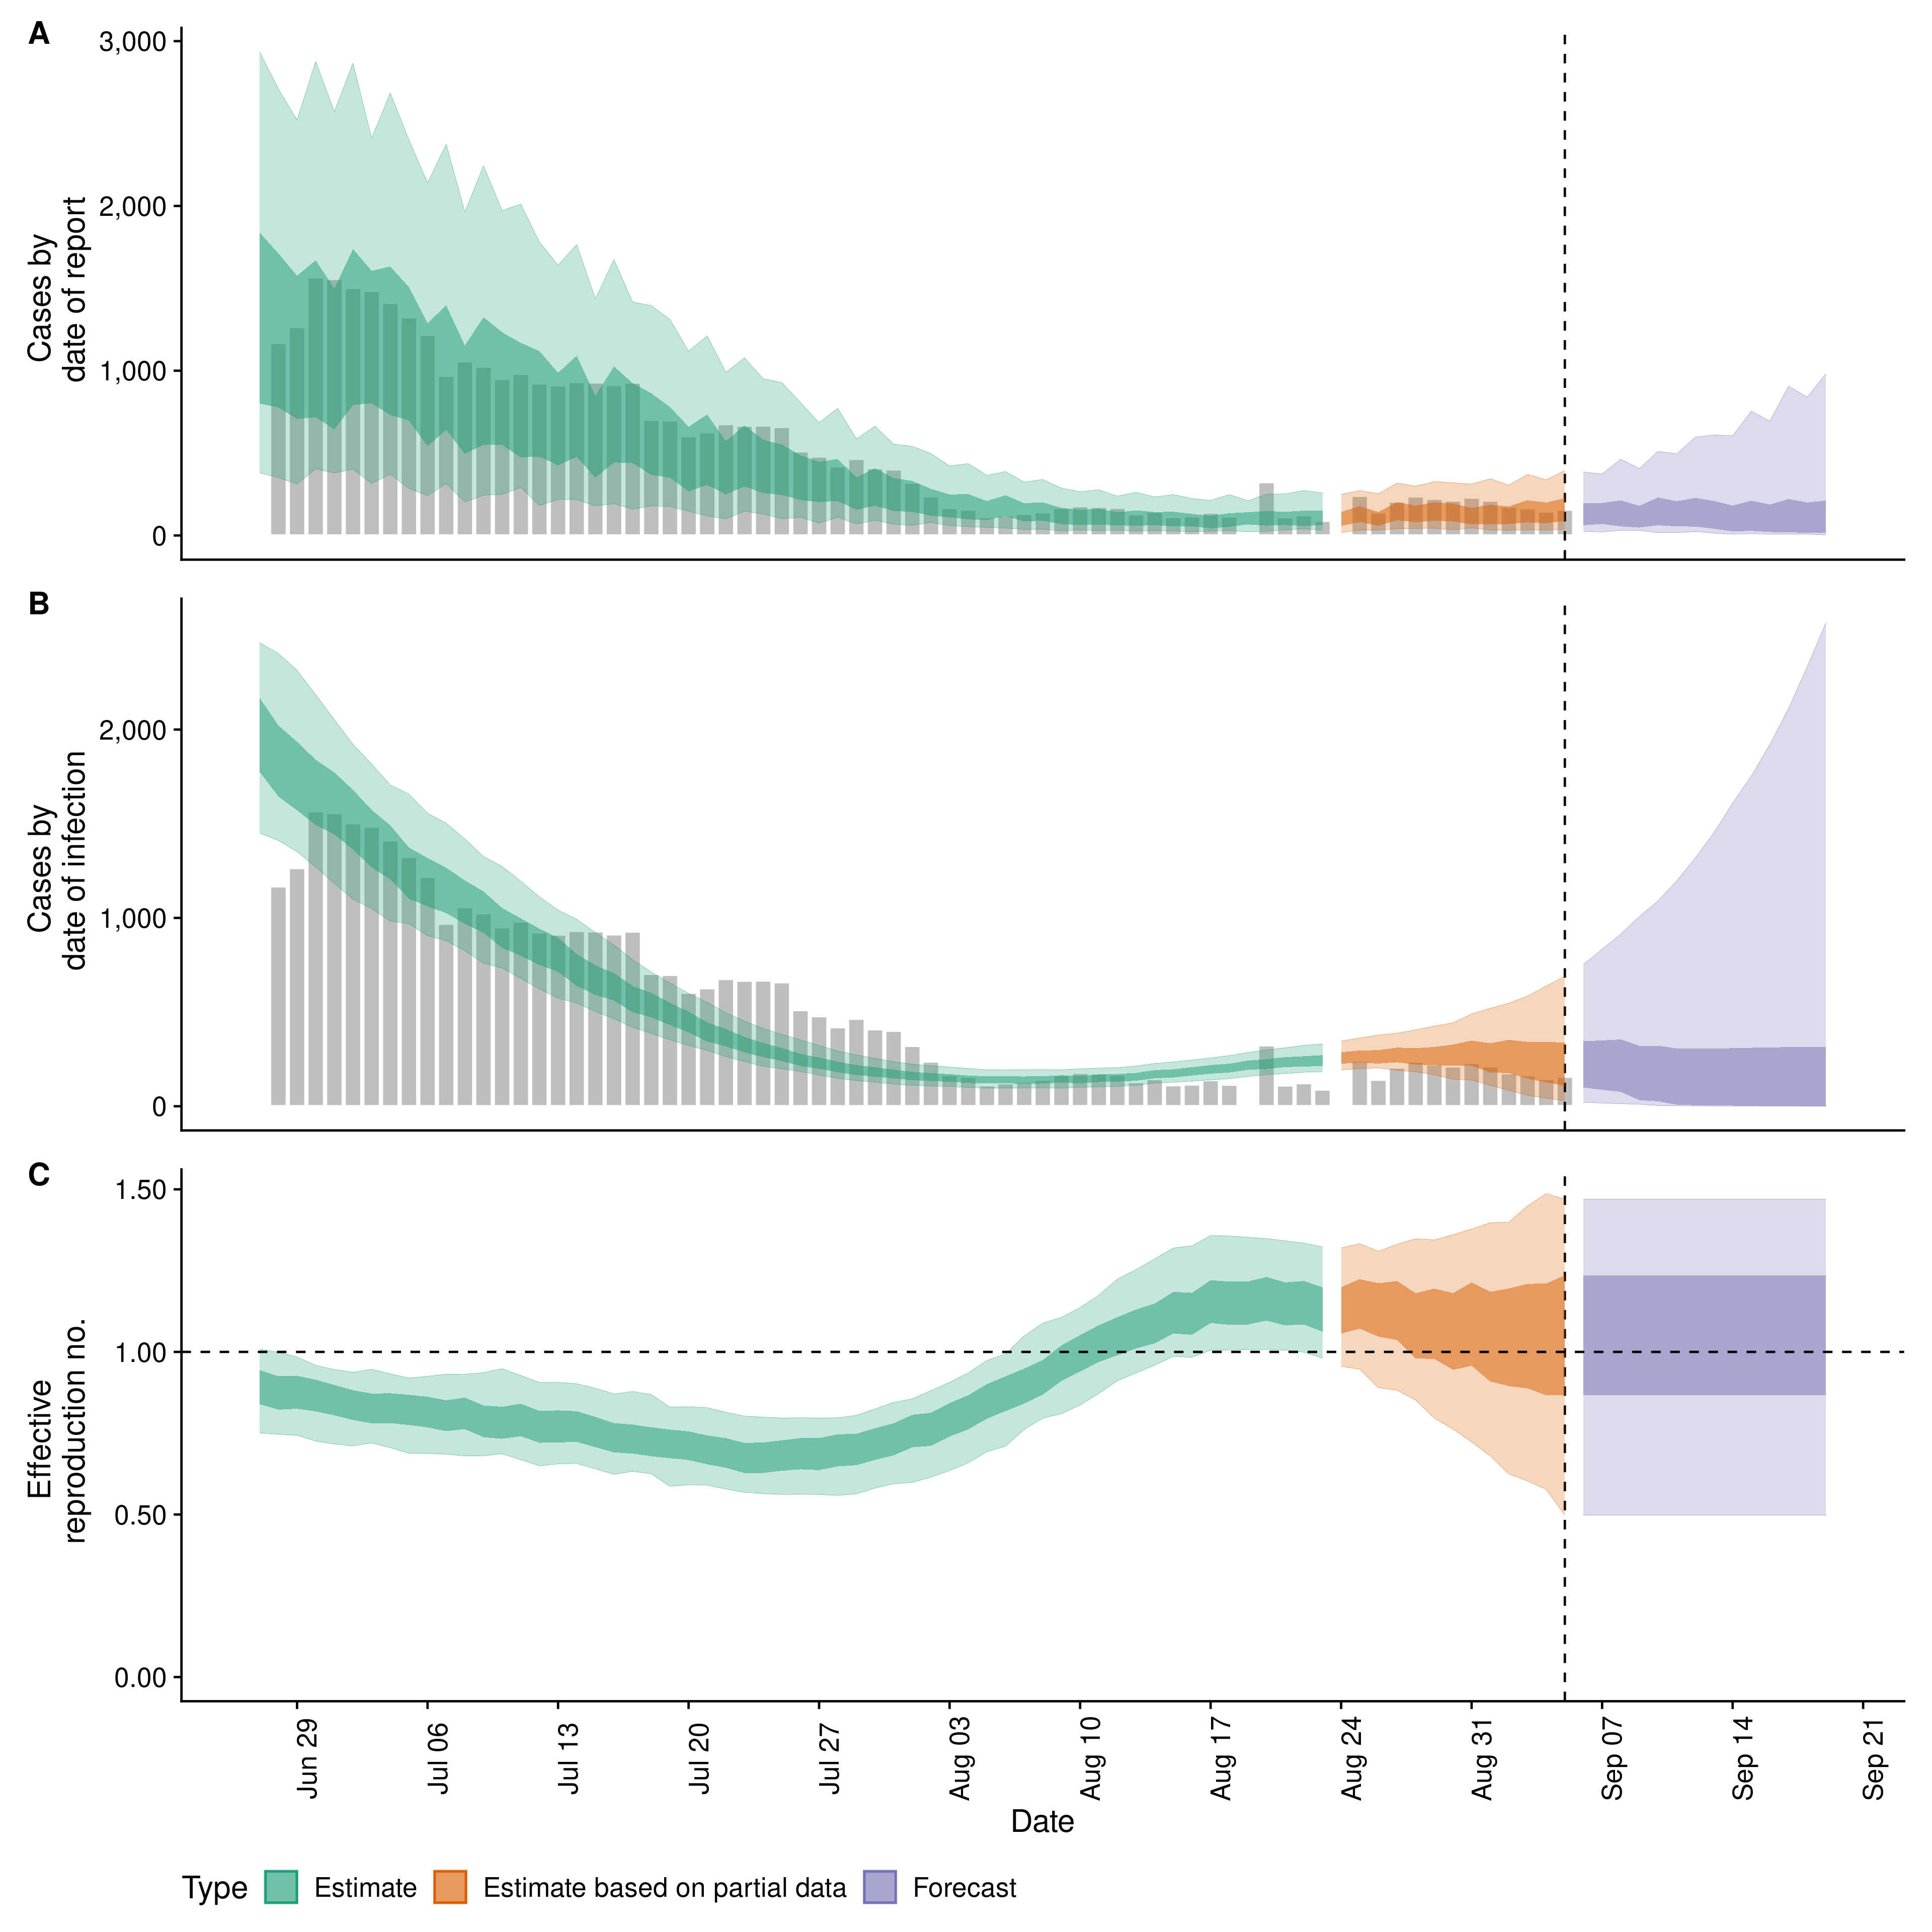 A
3,000
2,000
1,000
0
Cases by
date of report
B
2,000
1,000
0
Cases by
date of infection
C
1.50
1.00
0.50
0.00
Effective
reproduction no.
Jun 29
Jul 06
Jul 13
Jul 20
Jul 27
Aug 03
Aug 10
Aug 17
Aug 24
Aug 31
Sep 07
Sep 14
Sep 21
Date
Type Estimate Estimate based on partial data Forecast